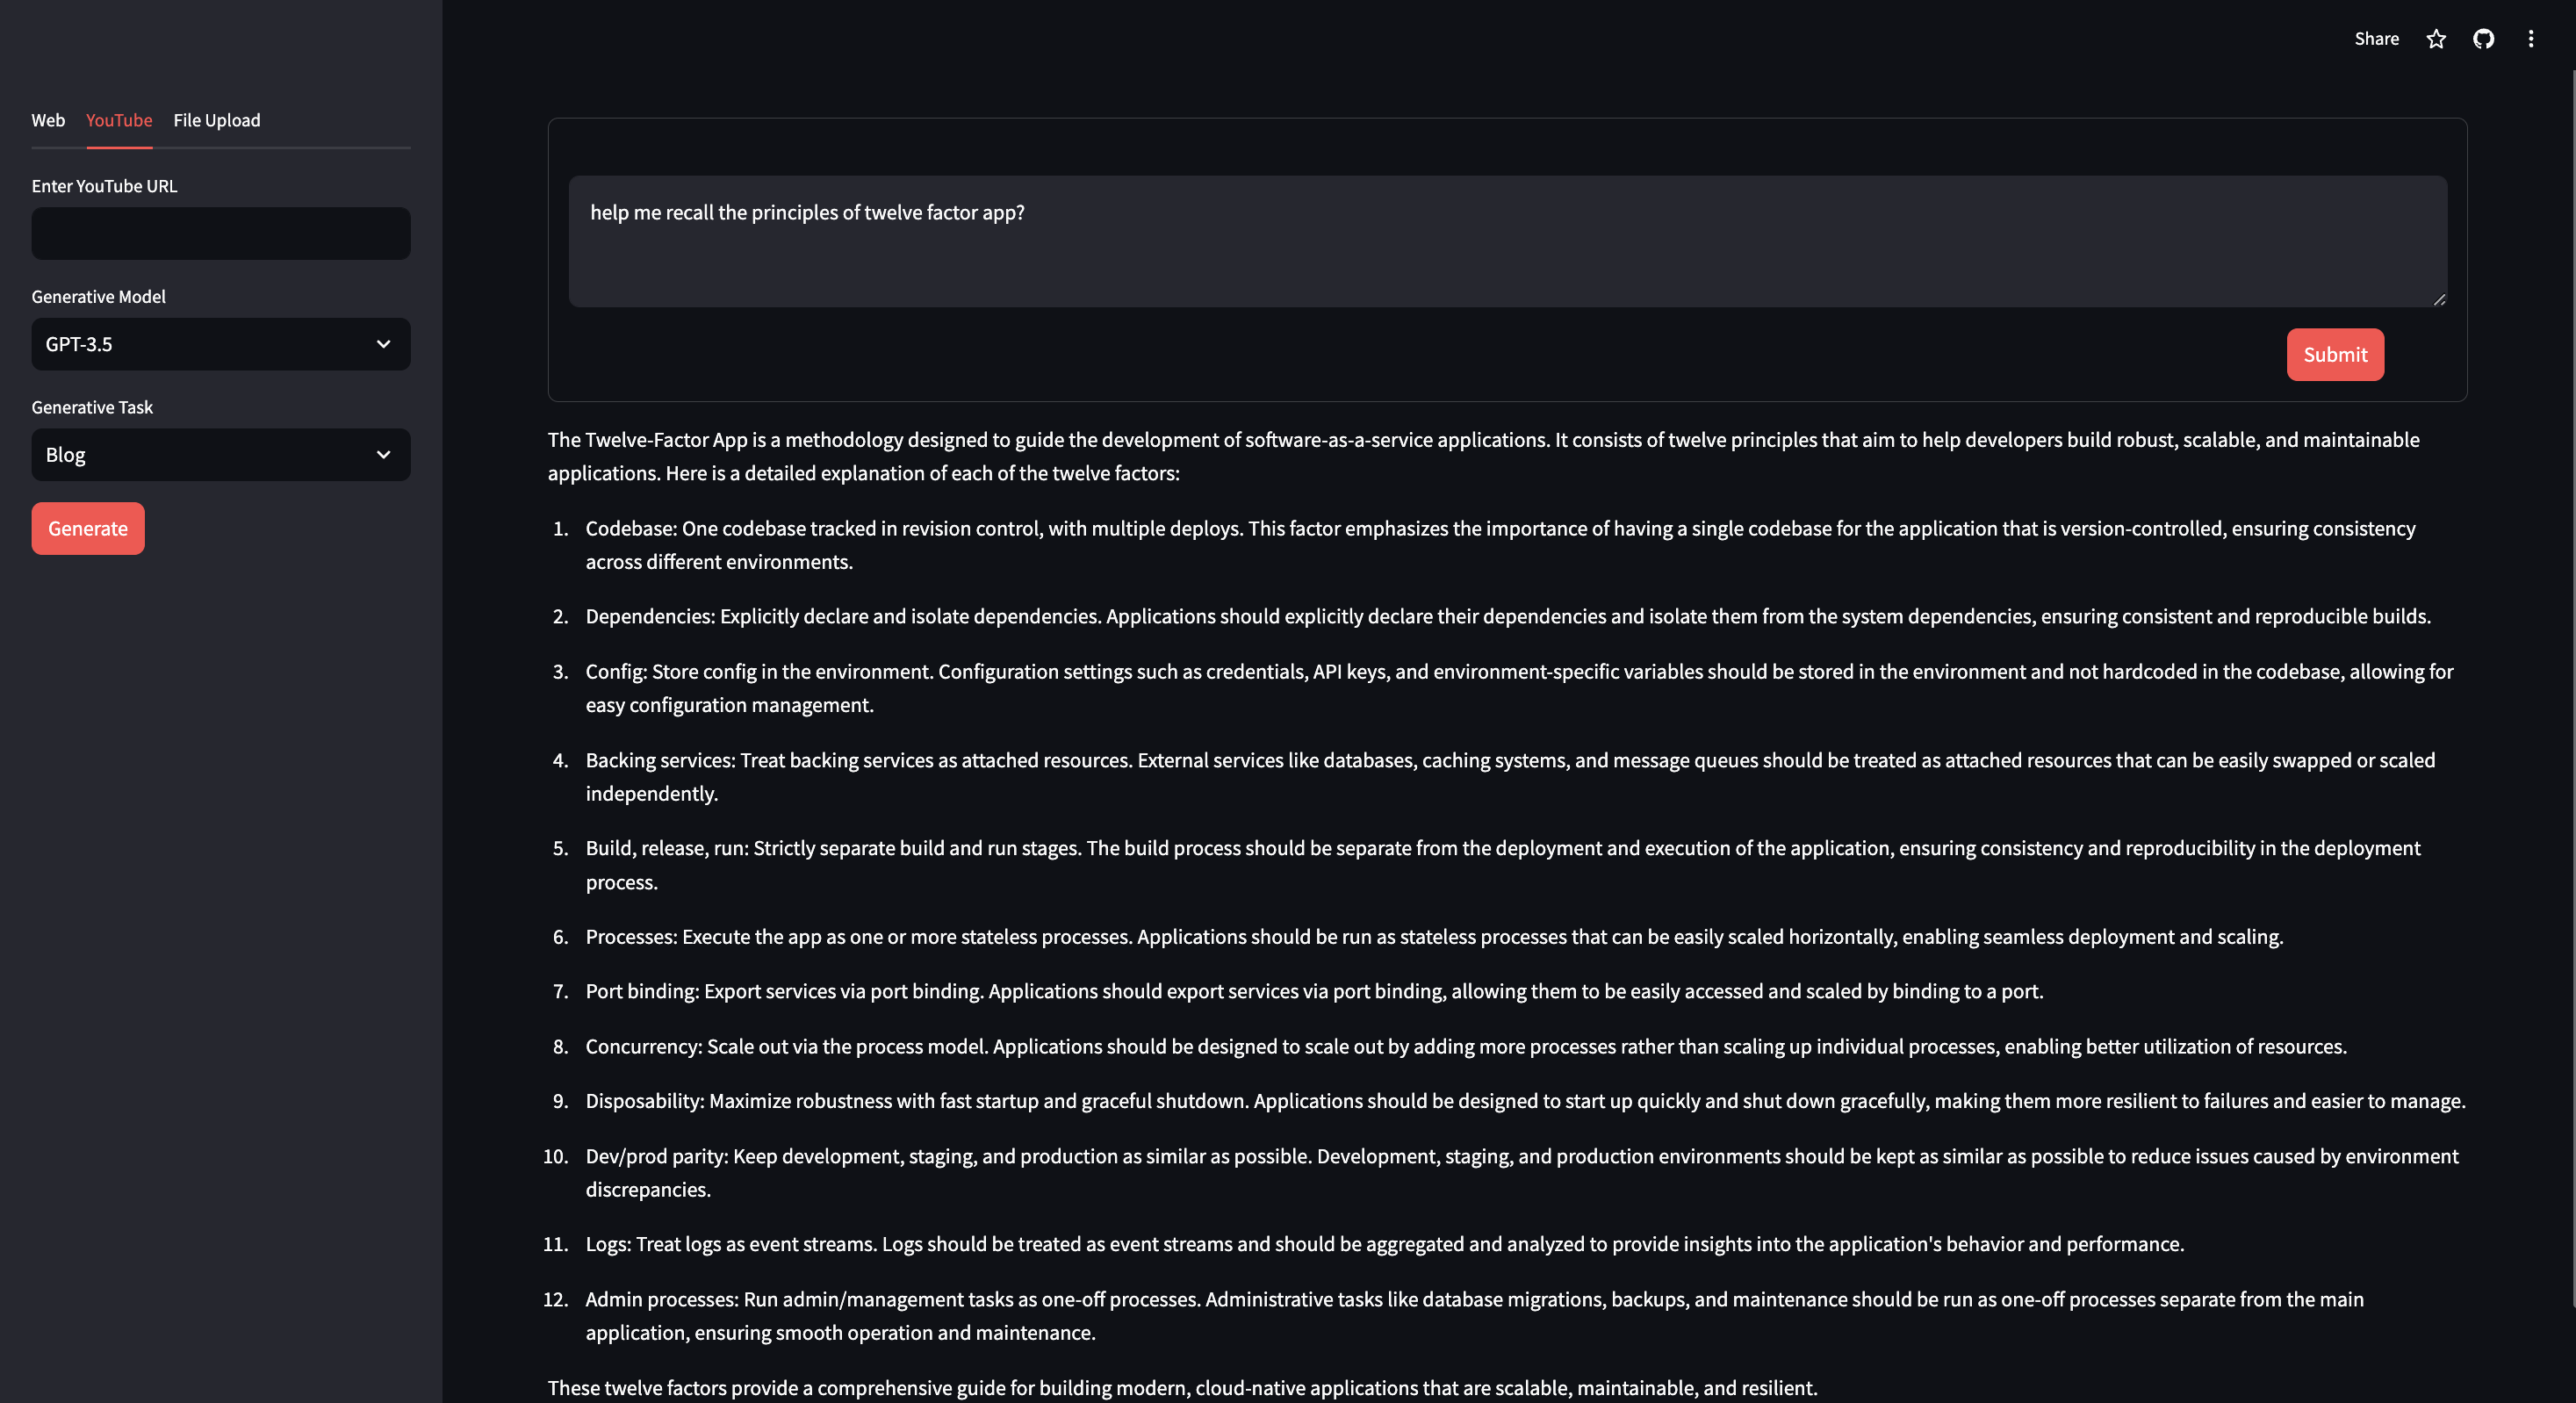 Share
Web YouTube File Upload
Enter YouTube URL
Generative Model
GPT-3.5
Generative Task
Blog
Generate
help me recall the principles of twelve factor app?
Submit
The Twelve-Factor App is a methodology designed to guide the development of software-as-a-service applications. It consists of twelve principles that aim to help developers build robust, scalable, and maintainable
applications. Here is a detailed explanation of each of the twelve factors:
1. Codebase: One codebase tracked in revision control, with multiple deploys. This factor emphasizes the importance of having a single codebase for the application that is version-controlled, ensuring consistency
across different environments.
2. Dependencies: Explicitly declare and isolate dependencies. Applications should explicitly declare their dependencies and isolate them from the system dependencies, ensuring consistent and reproducible builds.
3. Config: Store config in the environment. Configuration settings such as credentials, API keys, and environment-specific variables should be stored in the environment and not hardcoded in the codebase, allowing for
easy configuration management.
4. Backing services: Treat backing services as attached resources. External services like databases, caching systems, and message queues should be treated as attached resources that can be easily swapped or scaled
independently.
5. Build, release, run: Strictly separate build and run stages. The build process should be separate from the deployment and execution of the application, ensuring consistency and reproducibility in the deployment
process.
6. Processes: Execute the app as one or more stateless processes. Applications should be run as stateless processes that can be easily scaled horizontally, enabling seamless deployment and scaling.
7. Port binding: Export services via port binding. Applications should export services via port binding, allowing them to be easily accessed and scaled by binding to a port.
8. Concurrency: Scale out via the process model. Applications should be designed to scale out by adding more processes rather than scaling up individual processes, enabling better utilization of resources.
9. Disposability: Maximize robustness with fast startup and graceful shutdown. Applications should be designed to start up quickly and shut down gracefully, making them more resilient to failures and easier to manage.
10. Dev/prod parity: Keep development, staging, and production as similar as possible. Development, staging, and production environments should be kept as similar as possible to reduce issues caused by environment
discrepancies.
11. Logs: Treat logs as event streams. Logs should be treated as event streams and should be aggregated and analyzed to provide insights into the application's behavior and performance.
12. Admin processes: Run admin/management tasks as one-off processes. Administrative tasks like database migrations, backups, and maintenance should be run as one-off processes separate from the main
application, ensuring smooth operation and maintenance.
These twelve factors provide a comprehensive guide for building modern, cloud-native applications that are scalable, maintainable, and resilient.